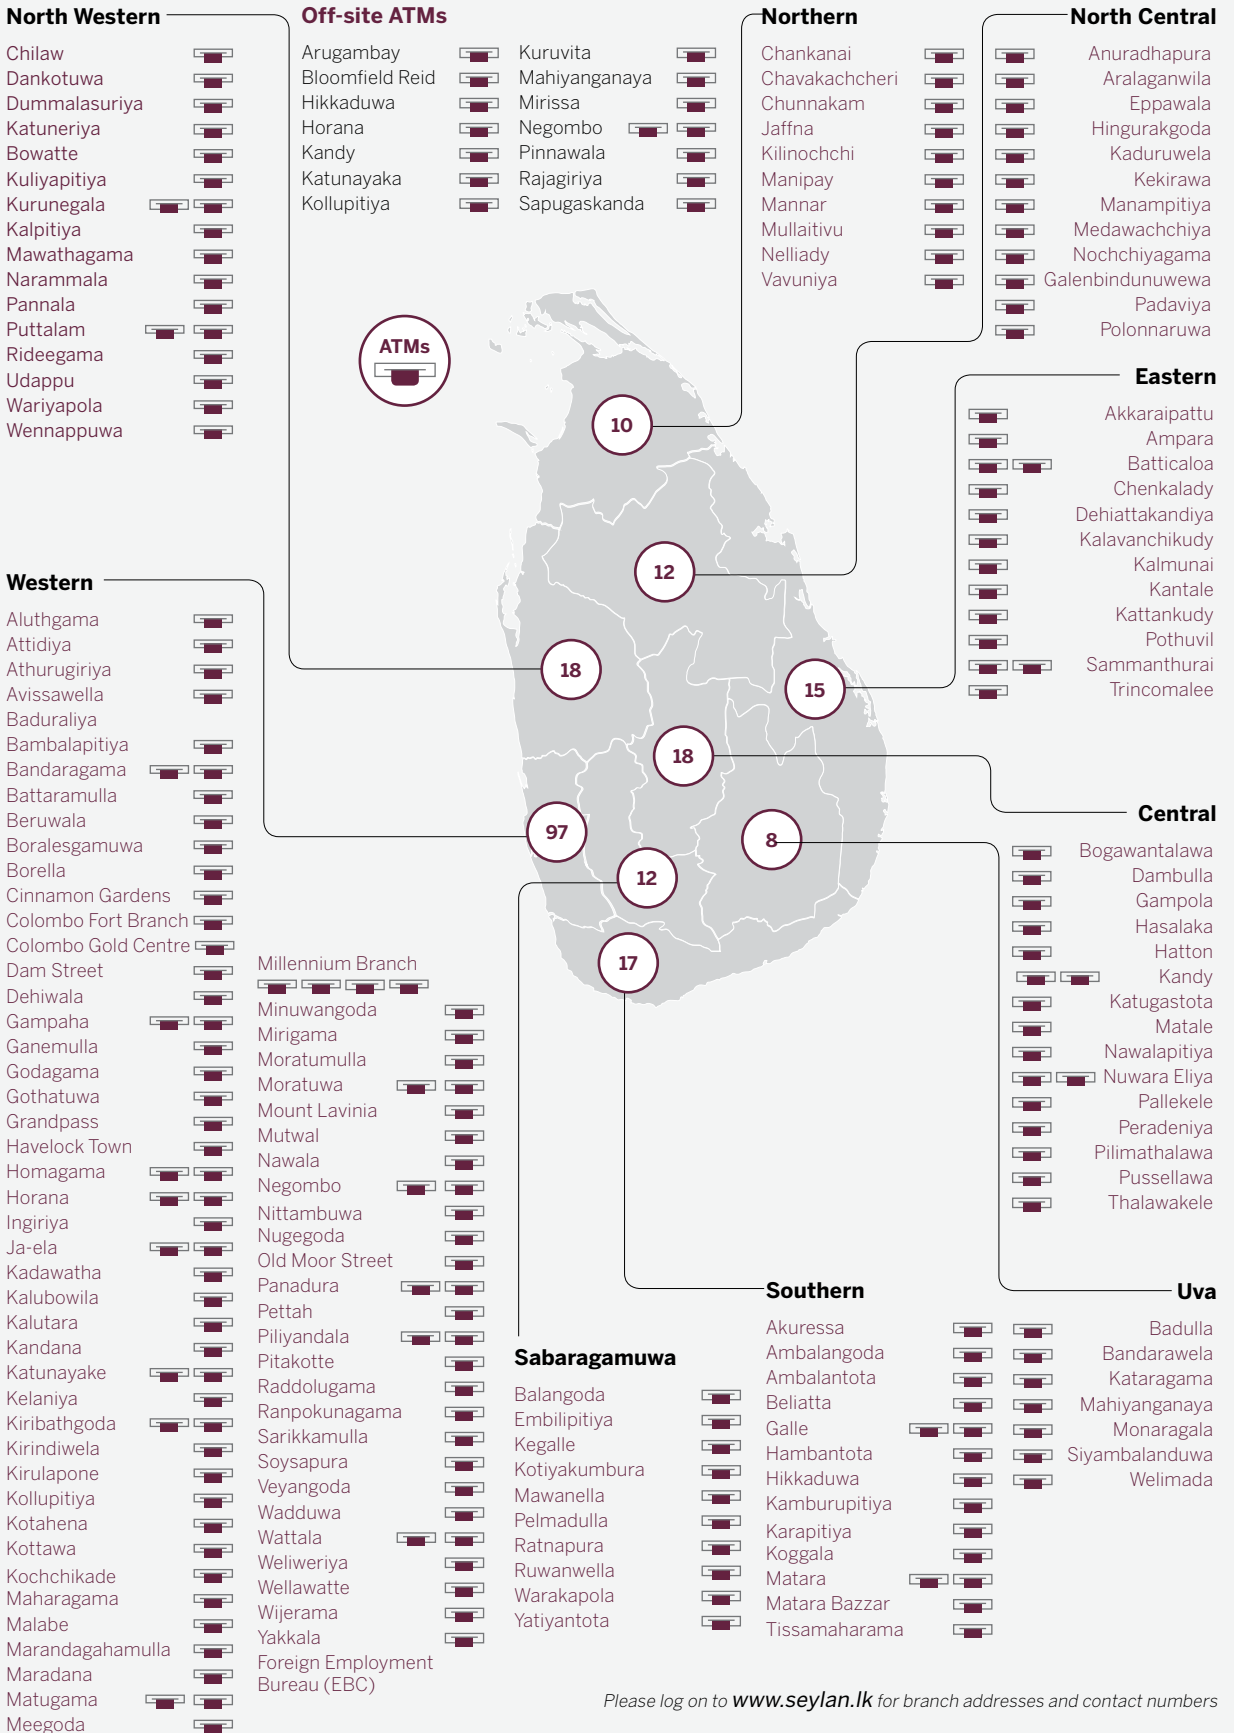 North Western
Chilaw
Dankotuwa
Dummalasuriya
Katuneriya
Bowatte
Kuliyapitiya
Kurunegala
Kalpitiya
Mawathagama
Narammala
Pannala
Puttalam
Rideegama
Udappu
Wariyapola
Wennappuwa
Off-site ATMs
Arugambay
Bloomfield Reid
Hikkaduwa
Horana
Kandy
Katunayaka
Kollupitiya
Kuruvita
Mahiyanganaya
Mirissa
Negombo
Pinnawala
Rajagiriya
Sapugaskanda
Northern
Chankanai
Chavakachcheri
Chunnakam
Jaffna
Kilinochchi
Manipay
Mannar
Mullaitivu
Nelliady
Vavuniya
North Central
Anuradhapura
Aralaganwila
Eppawala
Hingurakgoda
Kaduruwela
Kekirawa
Manampitiya
Medawachchiya
Nochchiyagama
Galenbindunuwewa
Padaviya
Polonnaruwa
ATMs
10
12
18
15
18
97
8
12
17
Eastern
Akkaraipattu
Ampara
Batticaloa
Chenkalady
Dehiattakandiya
Kalavanchikudy
Kalmunai
Kantale
Kattankudy
Pothuvil
Sammanthurai
Trincomalee
Western
Aluthgama
Attidiya
Athurugiriya
Avissawella
Baduraliya
Bambalapitiya
Bandaragama
Battaramulla
Beruwala
Boralesgamuwa
Borella
Cinnamon Gardens
Colombo Fort Branch
Colombo Gold Centre
Dam Street
Dehiwala
Gampaha
Ganemulla
Godagama
Gothatuwa
Grandpass
Havelock Town
Homagama
Horana
Ingiriya
Ja-ela
Kadawatha
Kalubowila
Kalutara
Kandana
Katunayake
Kelaniya
Kiribathgoda
Kirindiwela
Kirulapone
Kollupitiya
Kotahena
Kottawa
Kochchikade
Maharagama
Malabe
Marandagahamulla
Maradana
Matugama
Meegoda
Millennium Branch
Minuwangoda
Mirigama
Moratumulla
Moratuwa
Mount Lavinia
Mutwal
Nawala
Negombo
Nittambuwa
Nugegoda
Old Moor Street
Panadura
Pettah
Piliyandala
Pitakotte
Raddolugama
Ranpokunagama
Sarikkamulla
Soysapura
Veyangoda
Wadduwa
Wattala
Weliweriya
Wellawatte
Wijerama
Yakkala
Foreign Employment
Bureau (EBC)
Central
Bogawantalawa
Dambulla
Gampola
Hasalaka
Hatton
Kandy
Katugastota
Matale
Nawalapitiya
Nuwara Eliya
Pallekele
Peradeniya
Pilimathalawa
Pussellawa
Thalawakele
Sabaragamuwa
Balangoda
Embilipitiya
Kegalle
Kotiyakumbura
Mawanella
Pelmadulla
Ratnapura
Ruwanwella
Warakapola
Yatiyantota
Southern
Akuressa
Ambalangoda
Ambalantota
Beliatta
Galle
Hambantota
Hikkaduwa
Kamburupitiya
Karapitiya
Koggala
Matara
Matara Bazzar
Tissamaharama
Uva
Badulla
Bandarawela
Kataragama
Mahiyanganaya
Monaragala
Siyambalanduwa
Welimada
Please log on to www.seylan.lk for branch addresses and contact numbers